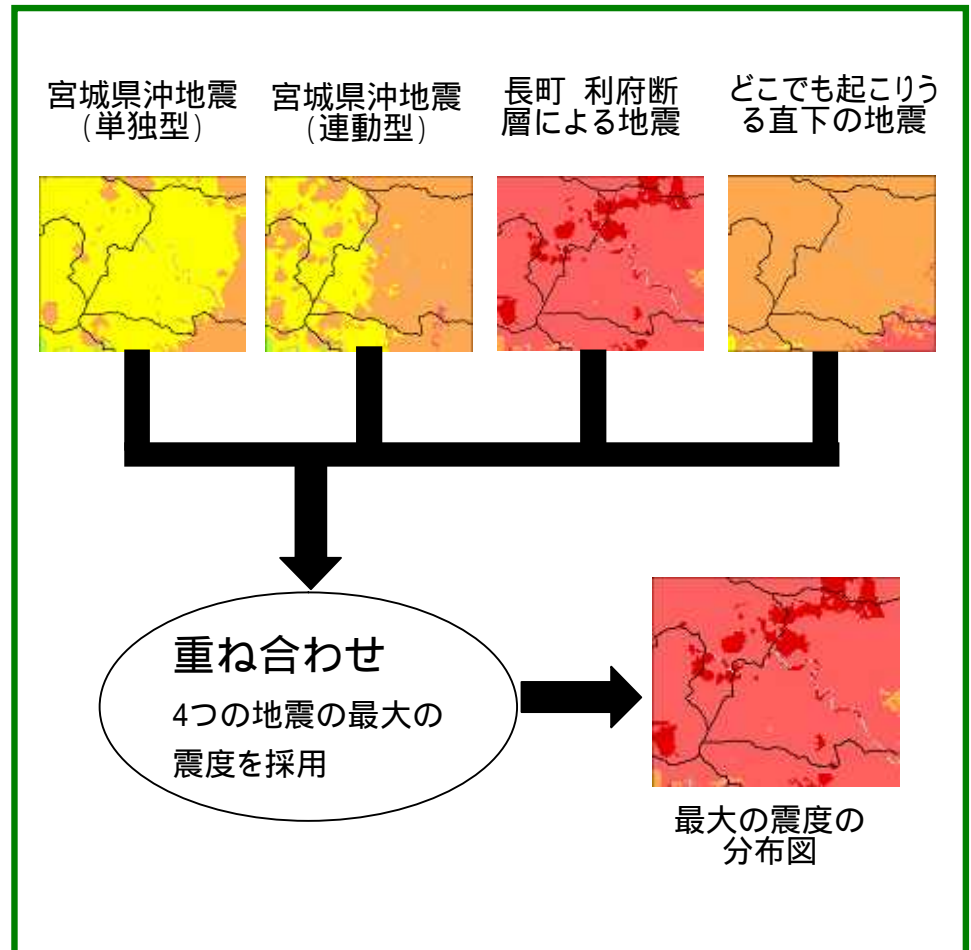 宮城県沖地震
(単独型)
宮城県沖地震
(連動型)
長町 利府断
層による地震
どこでも起こりう
る直下の地震
重ね合わせ
4つの地震の最大の
震度を採用
最大の震度の
分布図